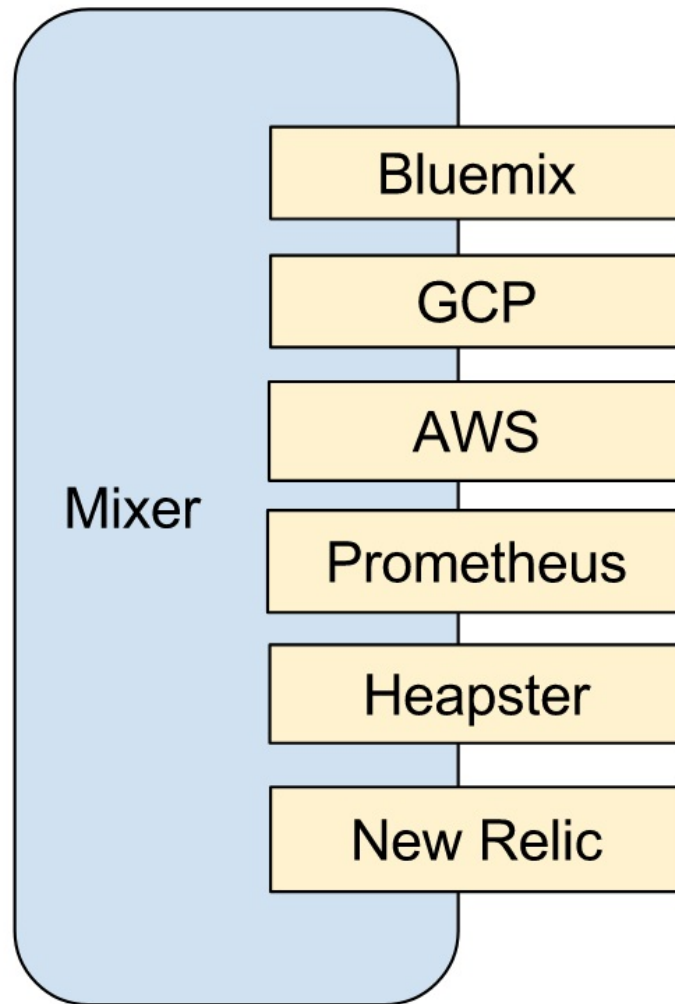 Bluemix
GCP
AWS
Mixer
Prometheus
Heapster
New Relic